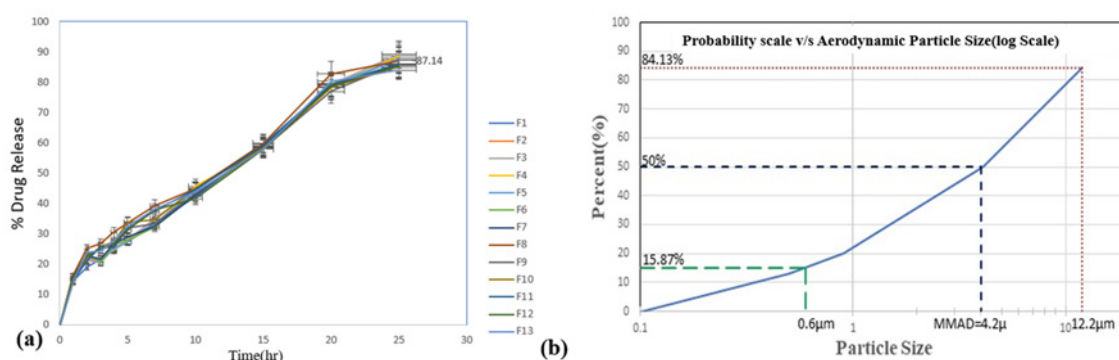 100
90
80
70
60
50
40
30
20
10
0
% Drug Release
87.14
0
5
10
15
20
25
30
Time(hr)
(a)
F1
F2
F3
F4
F5
F6
F7
F8
F9
F10
F11
F12
F13
Probability scale v/s Aerodynamic Particle Size(log Scale)
100
90
80
70
60
50
40
30
20
10
0
Percent(%)
84.13%
50%
15.87%
0.1
1
10
0.6µm
MMAD=4.2µ
12.2µm
Particle Size
(b)